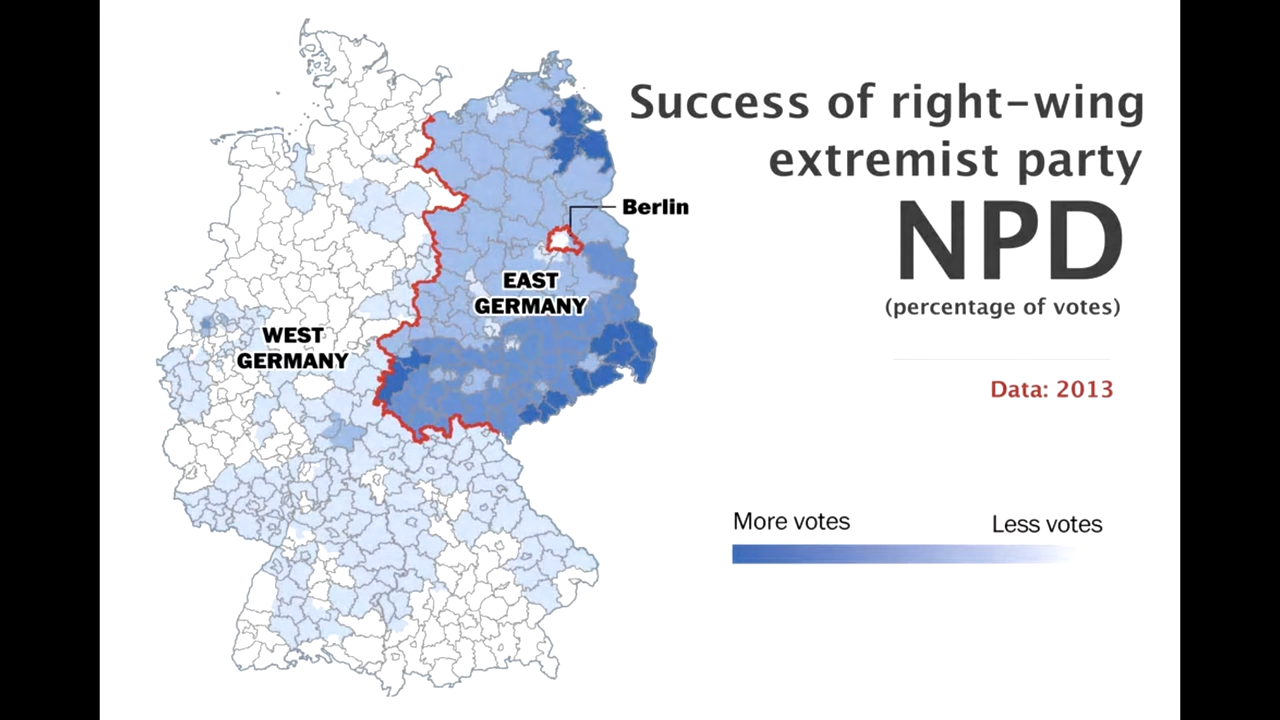 Success of right-wing
extremist party
NPD
(percentage of votes)
Data: 2013
Berlin
EAST
GERMANY
WEST
GERMANY
More votes
Less votes